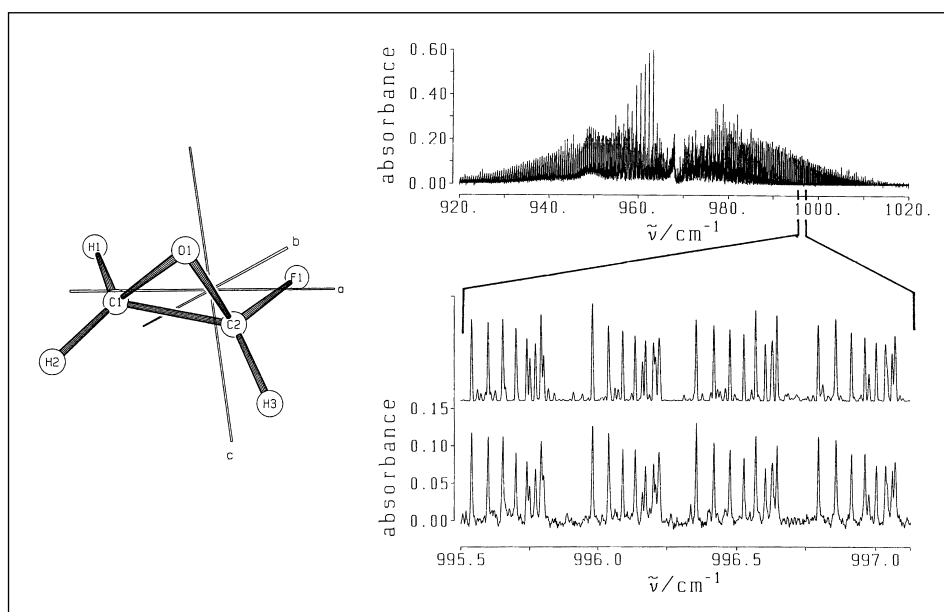 H1
O1
b
F1
a
C1
C2
H2
H3
c
absorbance
0.60
0.40
0.20
0.00
920. 940. 960. 980. 1000. 1020.
ν̃/cm⁻¹
absorbance
0.15
0.10
0.05
0.00
995.5 996.0 996.5 997.0
ν̃/cm⁻¹